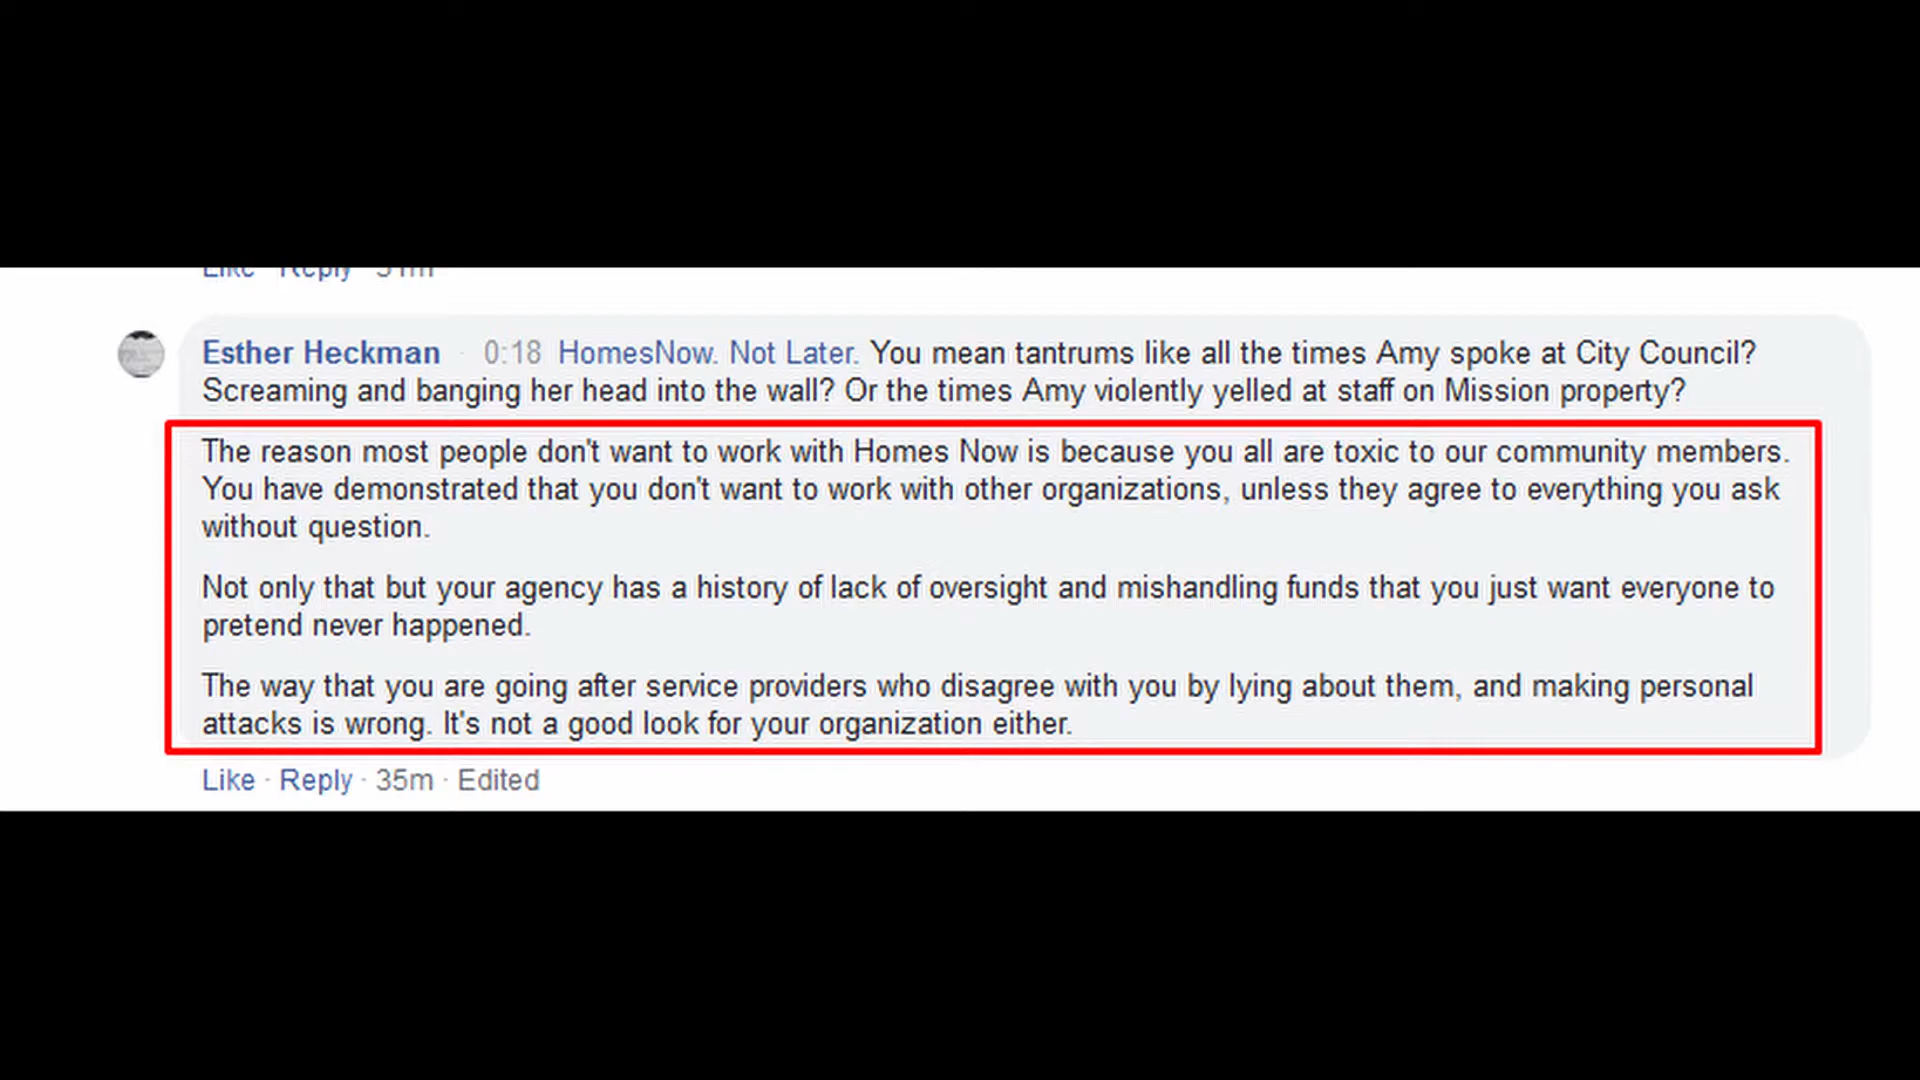 Like · Reply · 51m
Esther Heckman · 0:18 HomesNow. Not Later. You mean tantrums like all the times Amy spoke at City Council?
Screaming and banging her head into the wall? Or the times Amy violently yelled at staff on Mission property?
The reason most people don't want to work with Homes Now is because you all are toxic to our community members.
You have demonstrated that you don't want to work with other organizations, unless they agree to everything you ask
without question.
Not only that but your agency has a history of lack of oversight and mishandling funds that you just want everyone to
pretend never happened.
The way that you are going after service providers who disagree with you by lying about them, and making personal
attacks is wrong. It's not a good look for your organization either.
Like · Reply · 35m · Edited